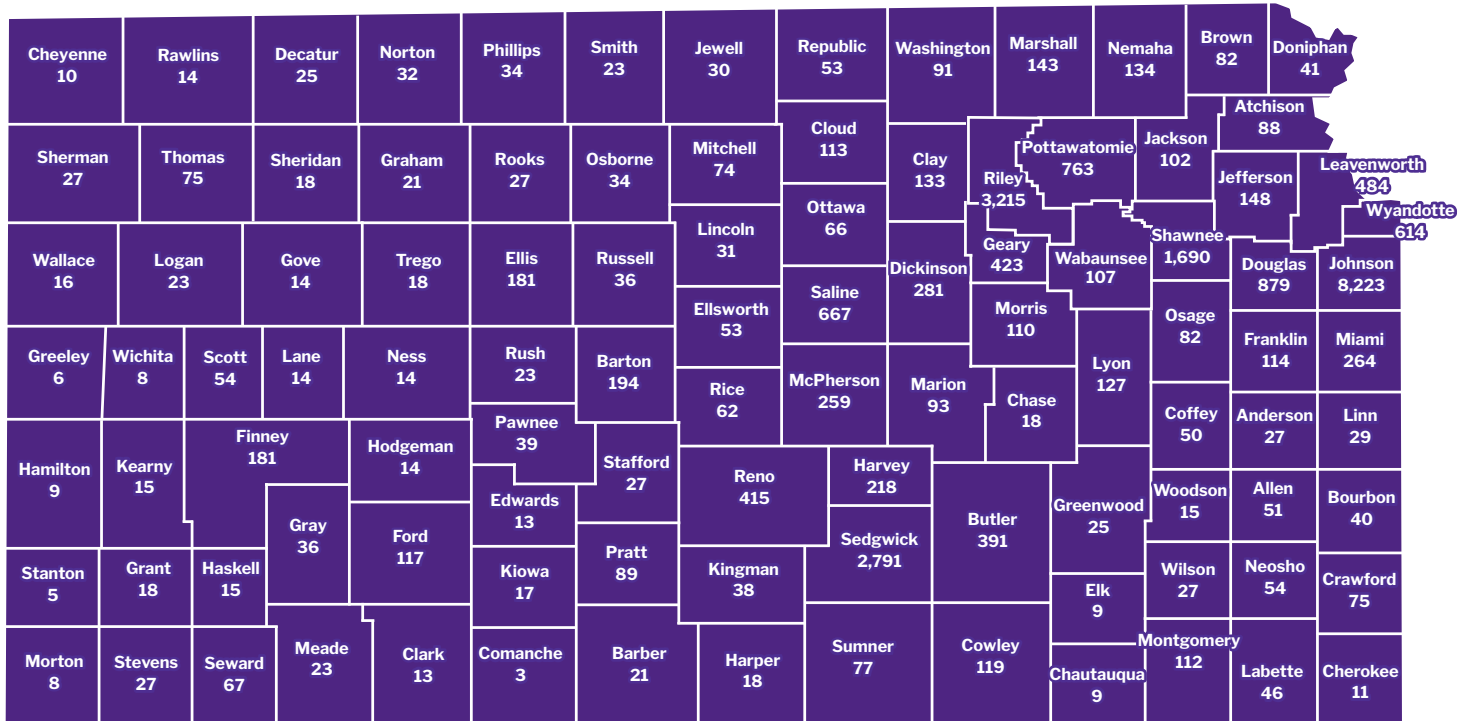 Cheyenne
10
Rawlins
14
Decatur
25
Norton
32
Phillips
34
Smith
23
Jewell
30
Republic
53
Washington
91
Marshall
143
Nemaha
134
Brown
82
Doniphan
41
Sherman
27
Thomas
75
Sheridan
18
Graham
21
Rooks
27
Osborne
34
Mitchell
74
Cloud
113
Clay
133
Riley
3,215
Pottawatomie
763
Jackson
102
Atchison
88
Jefferson
148
Leavenworth
484
Wyandotte
614
Wallace
16
Logan
23
Gove
14
Trego
18
Ellis
181
Russell
36
Lincoln
31
Ottawa
66
Dickinson
281
Geary
423
Wabaunsee
107
Shawnee
1,690
Douglas
879
Johnson
8,223
Ellsworth
53
Saline
667
Morris
110
Osage
82
Franklin
114
Miami
264
Greeley
6
Wichita
8
Scott
54
Lane
14
Ness
14
Rush
23
Barton
194
Rice
62
McPherson
259
Marion
93
Chase
18
Lyon
127
Coffey
50
Anderson
27
Linn
29
Hamilton
9
Kearny
15
Finney
181
Hodgeman
14
Pawnee
39
Stafford
27
Edwards
13
Reno
415
Harvey
218
Sedgwick
2,791
Butler
391
Greenwood
25
Woodson
15
Allen
51
Bourbon
40
Gray
36
Ford
117
Kiowa
17
Pratt
89
Kingman
38
Elk
9
Wilson
27
Neosho
54
Crawford
75
Stanton
5
Grant
18
Haskell
15
Morton
8
Stevens
27
Seward
67
Meade
23
Clark
13
Comanche
3
Barber
21
Harper
18
Sumner
77
Cowley
119
Chautauqua
9
Montgomery
112
Labette
46
Cherokee
11